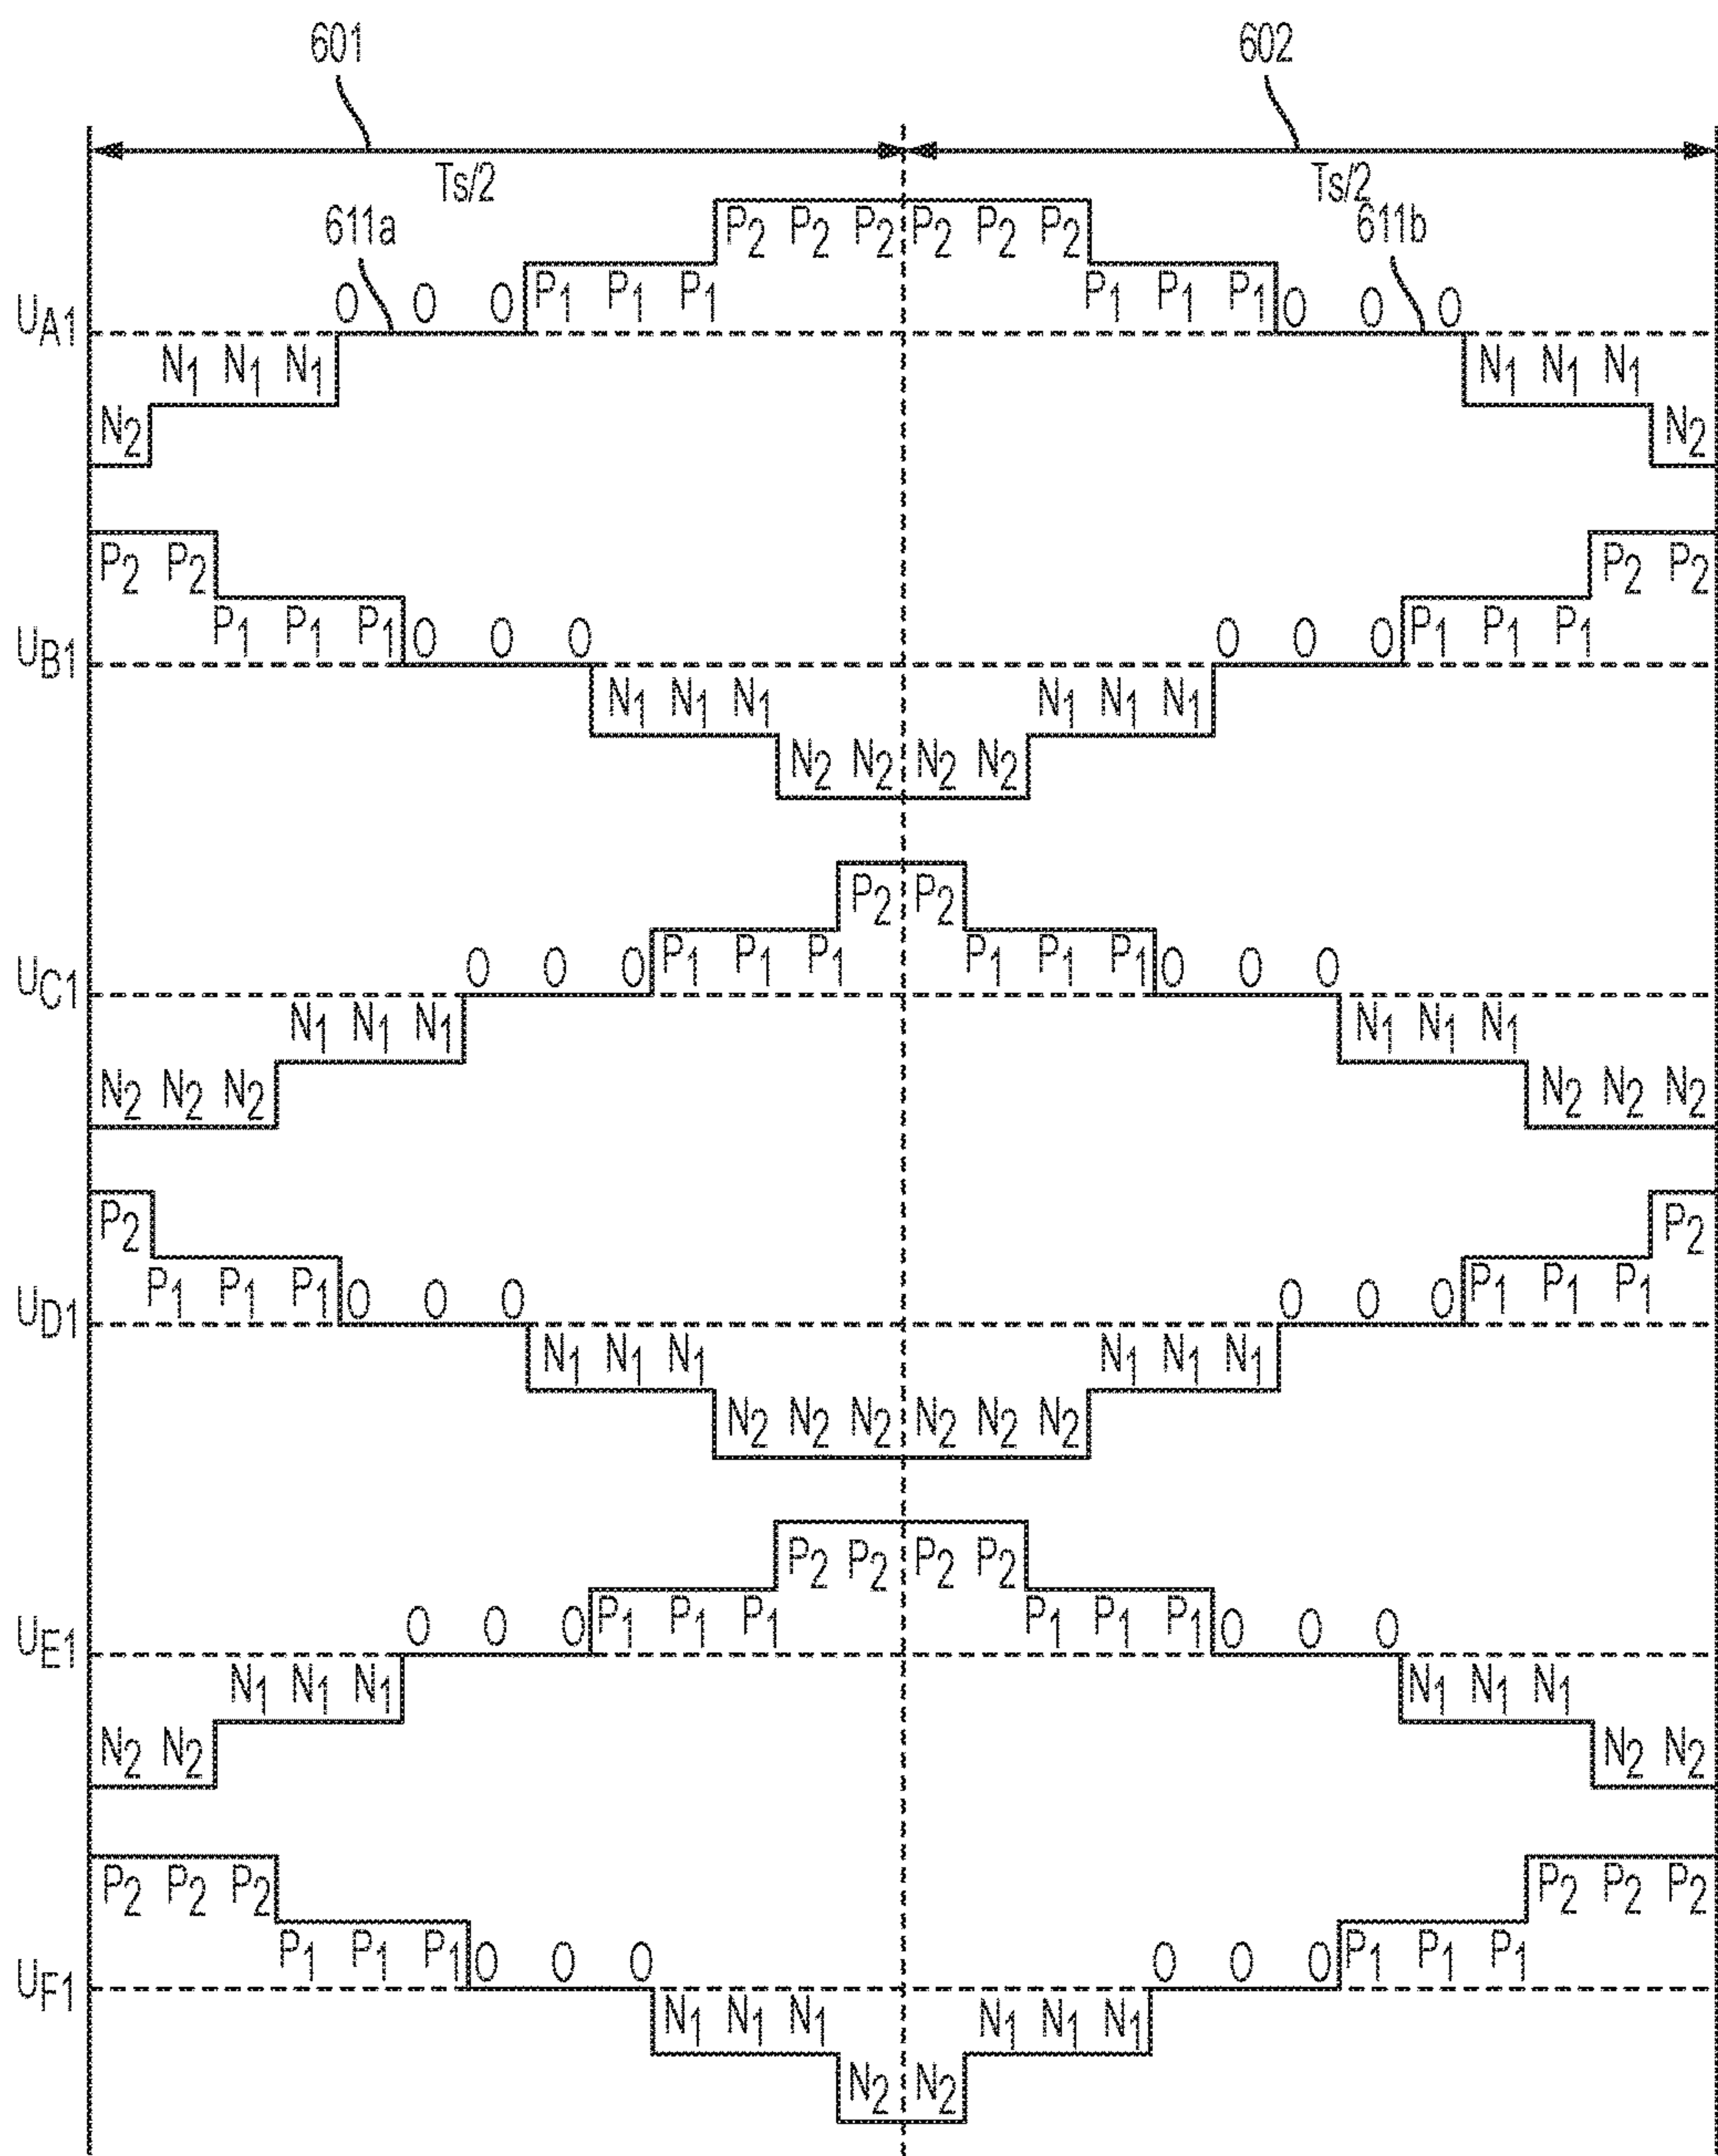 601 602
Ts/2 Ts/2
611a 611b
P2 P2 P2 P2 P2 P2
O O O P1 P1 P1 P1 P1 P1 O O O
UA1
N1 N1 N1 N1 N1 N1
N2 N2
P2 P2 P2 P2
P1 P1 P1 O O O O O O P1 P1 P1
UB1
N1 N1 N1 N1 N1 N1
N2 N2 N2 N2
P2 P2
O O O P1 P1 P1 P1 P1 P1 O O O
UC1
N1 N1 N1 N1 N1 N1
N2 N2 N2 N2 N2 N2
P2 P2
P1 P1 P1 O O O O O O P1 P1 P1
UD1
N1 N1 N1 N1 N1 N1
N2 N2 N2 N2 N2 N2
P2 P2 P2 P2
O O O P1 P1 P1 P1 P1 P1 O O O
UE1
N1 N1 N1 N1 N1 N1
N2 N2 N2 N2
P2 P2 P2 P2 P2 P2
P1 P1 P1 O O O O O O P1 P1 P1
UF1
N1 N1 N1 N1 N1 N1
N2 N2